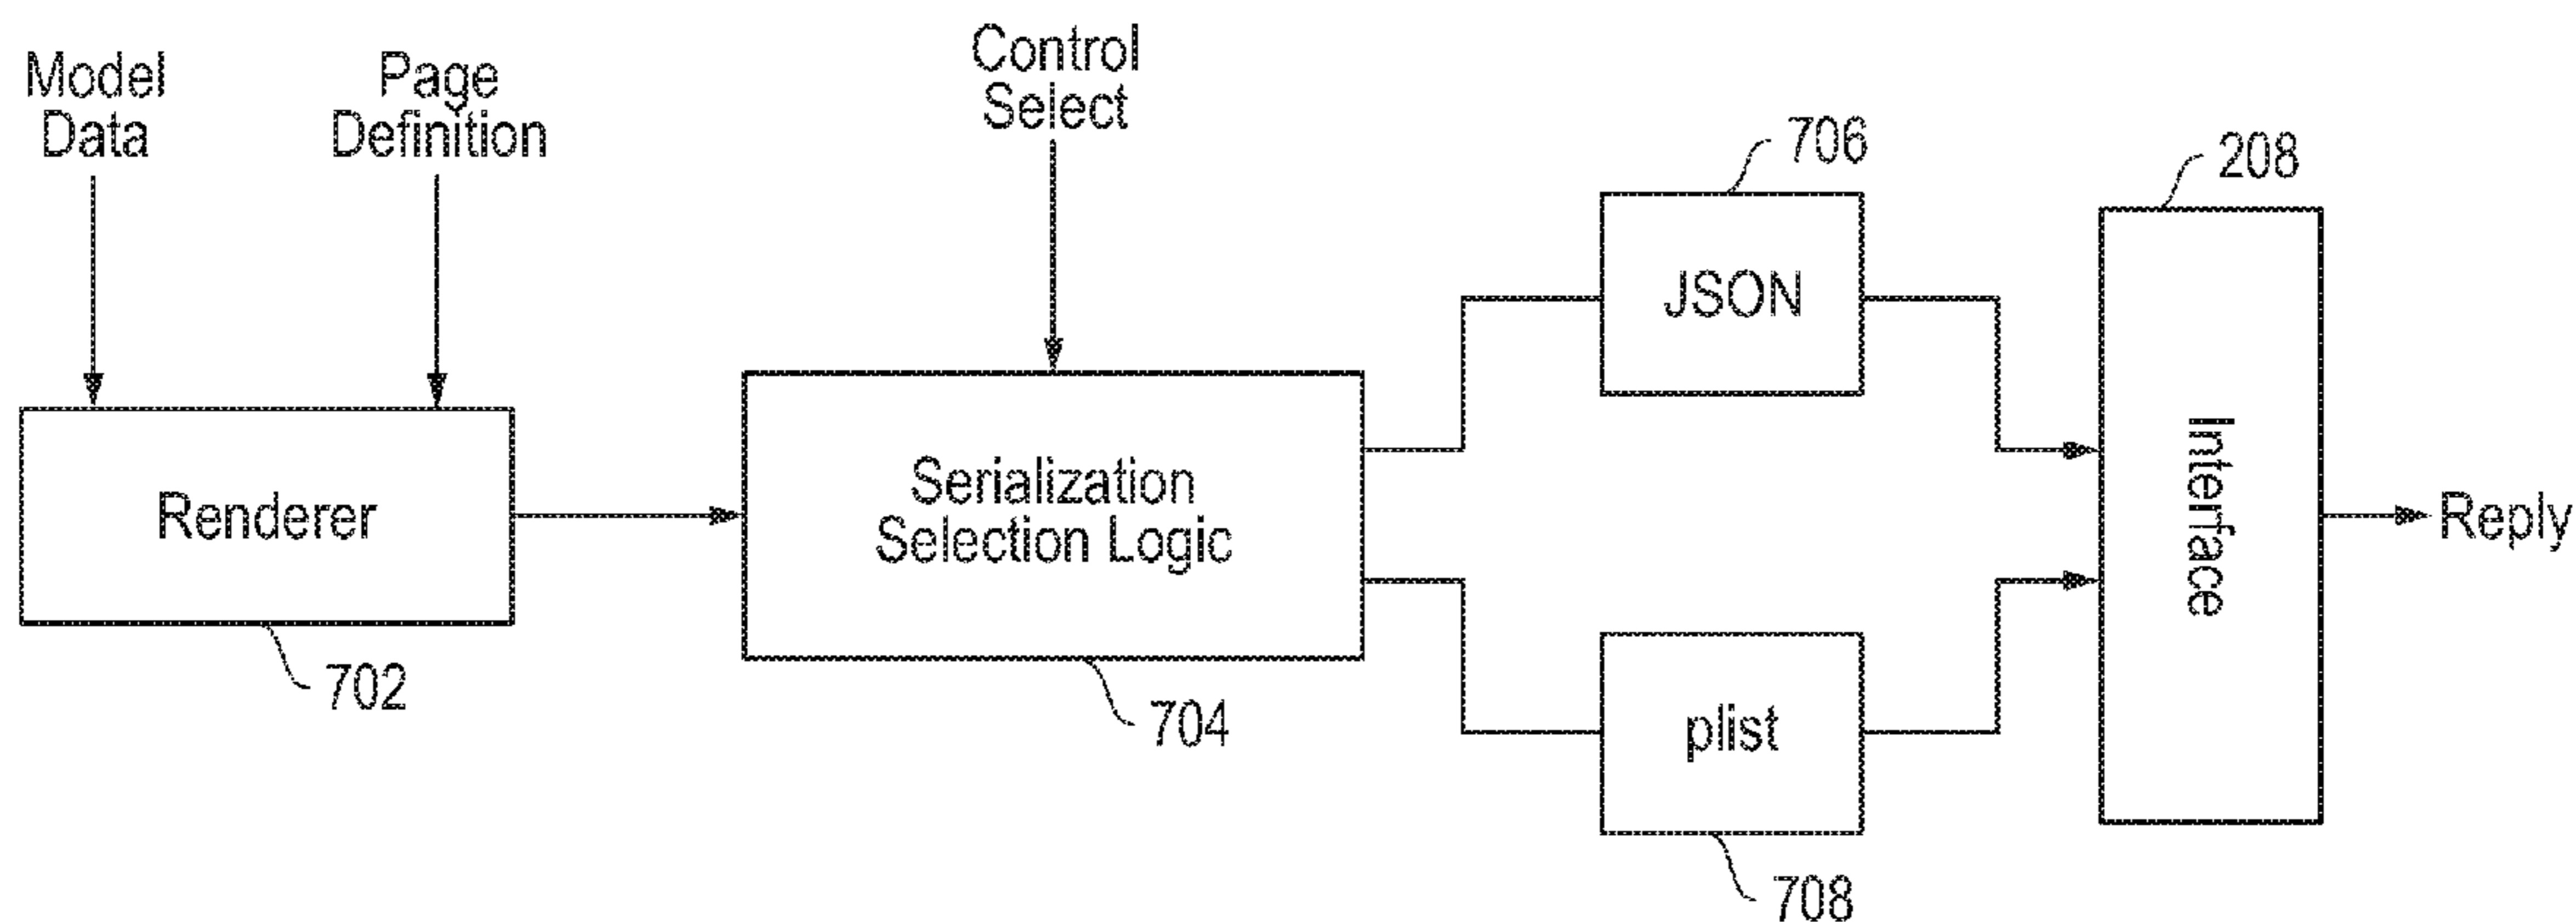 Model
Data
Page
Definition
Control
Select
706
208
JSON
Renderer
Serialization
Selection Logic
Interface
Reply
702
704
plist
708